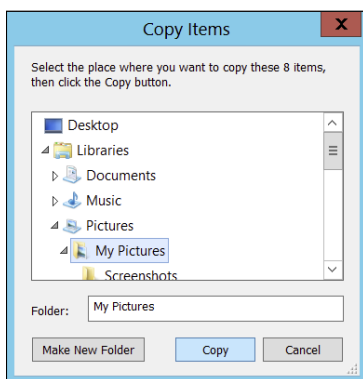 Copy Items
X
Select the place where you want to copy these 8 items,
then click the Copy button.
Desktop
Libraries
Documents
Music
Pictures
My Pictures
Screenshots
Folder: My Pictures
Make New Folder Copy Cancel